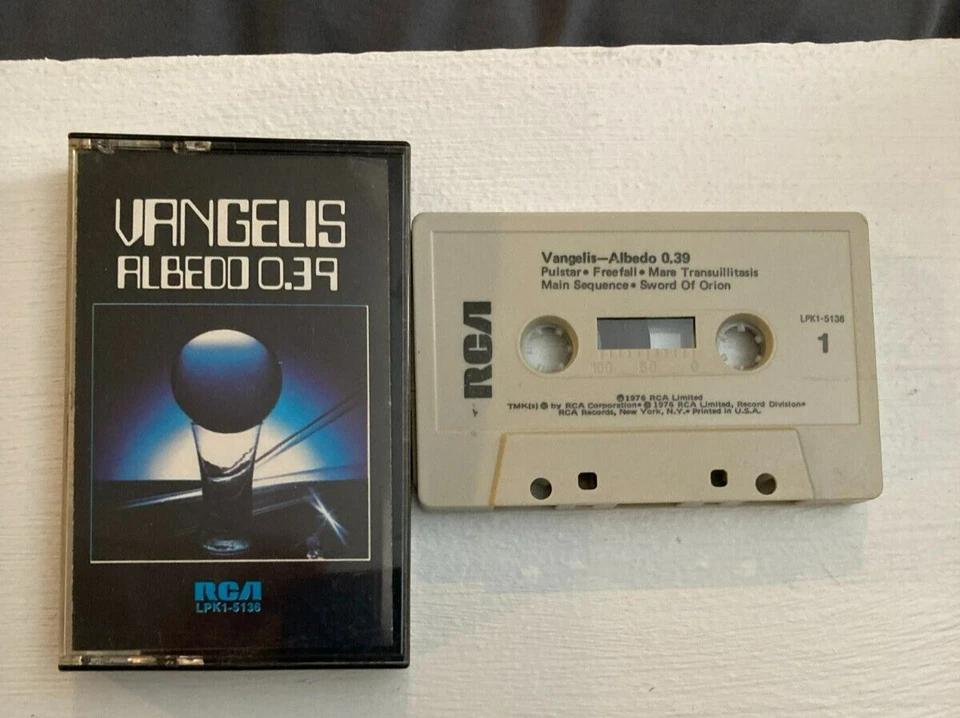 VANGELIS
ALBEDO 0.39
RCA
LPK1-5136
RCA
Vangelis—Albedo 0.39
Pulstar• Freefall• Mare Transuillitasis
Main Sequence• Sword Of Orion
LPK1-5136
1
100 50 0
℗1976 RCA Limited
TMK(s) ® by RCA Corporation• © 1976 RCA Limited, Record Division•
RCA Records, New York, N.Y.• Printed in U.S.A.